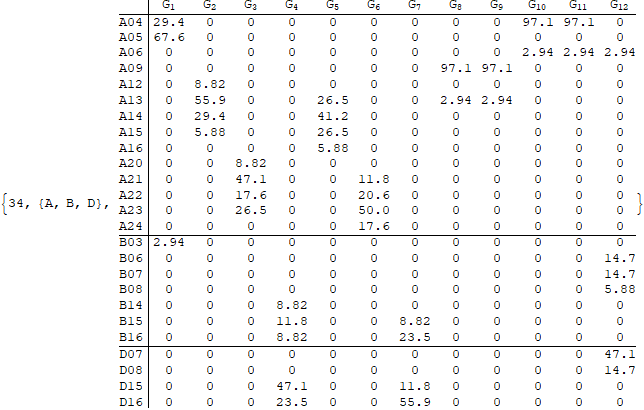 G1 G2 G3 G4 G5 G6 G7 G8 G9 G10 G11 G12
A04 29.4 0 0 0 0 0 0 0 0 97.1 97.1 0
A05 67.6 0 0 0 0 0 0 0 0 0 0 0
A06 0 0 0 0 0 0 0 0 0 2.94 2.94 2.94
A09 0 0 0 0 0 0 0 97.1 97.1 0 0 0
A12 0 8.82 0 0 0 0 0 0 0 0 0 0
A13 0 55.9 0 0 26.5 0 0 2.94 2.94 0 0 0
A14 0 29.4 0 0 41.2 0 0 0 0 0 0 0
A15 0 5.88 0 0 26.5 0 0 0 0 0 0 0
A16 0 0 0 0 5.88 0 0 0 0 0 0 0
A20 0 0 8.82 0 0 0 0 0 0 0 0 0
A21 0 0 47.1 0 0 11.8 0 0 0 0 0 0
A22 0 0 17.6 0 0 20.6 0 0 0 0 0 0
{34, {A, B, D}, A23 0 0 26.5 0 0 50.0 0 0 0 0 0 0 }
A24 0 0 0 0 0 17.6 0 0 0 0 0 0
B03 2.94 0 0 0 0 0 0 0 0 0 0 0
B06 0 0 0 0 0 0 0 0 0 0 0 14.7
B07 0 0 0 0 0 0 0 0 0 0 0 14.7
B08 0 0 0 0 0 0 0 0 0 0 0 5.88
B14 0 0 0 8.82 0 0 0 0 0 0 0 0
B15 0 0 0 11.8 0 0 8.82 0 0 0 0 0
B16 0 0 0 8.82 0 0 23.5 0 0 0 0 0
D07 0 0 0 0 0 0 0 0 0 0 0 47.1
D08 0 0 0 0 0 0 0 0 0 0 0 14.7
D15 0 0 0 47.1 0 0 11.8 0 0 0 0 0
D16 0 0 0 23.5 0 0 55.9 0 0 0 0 0